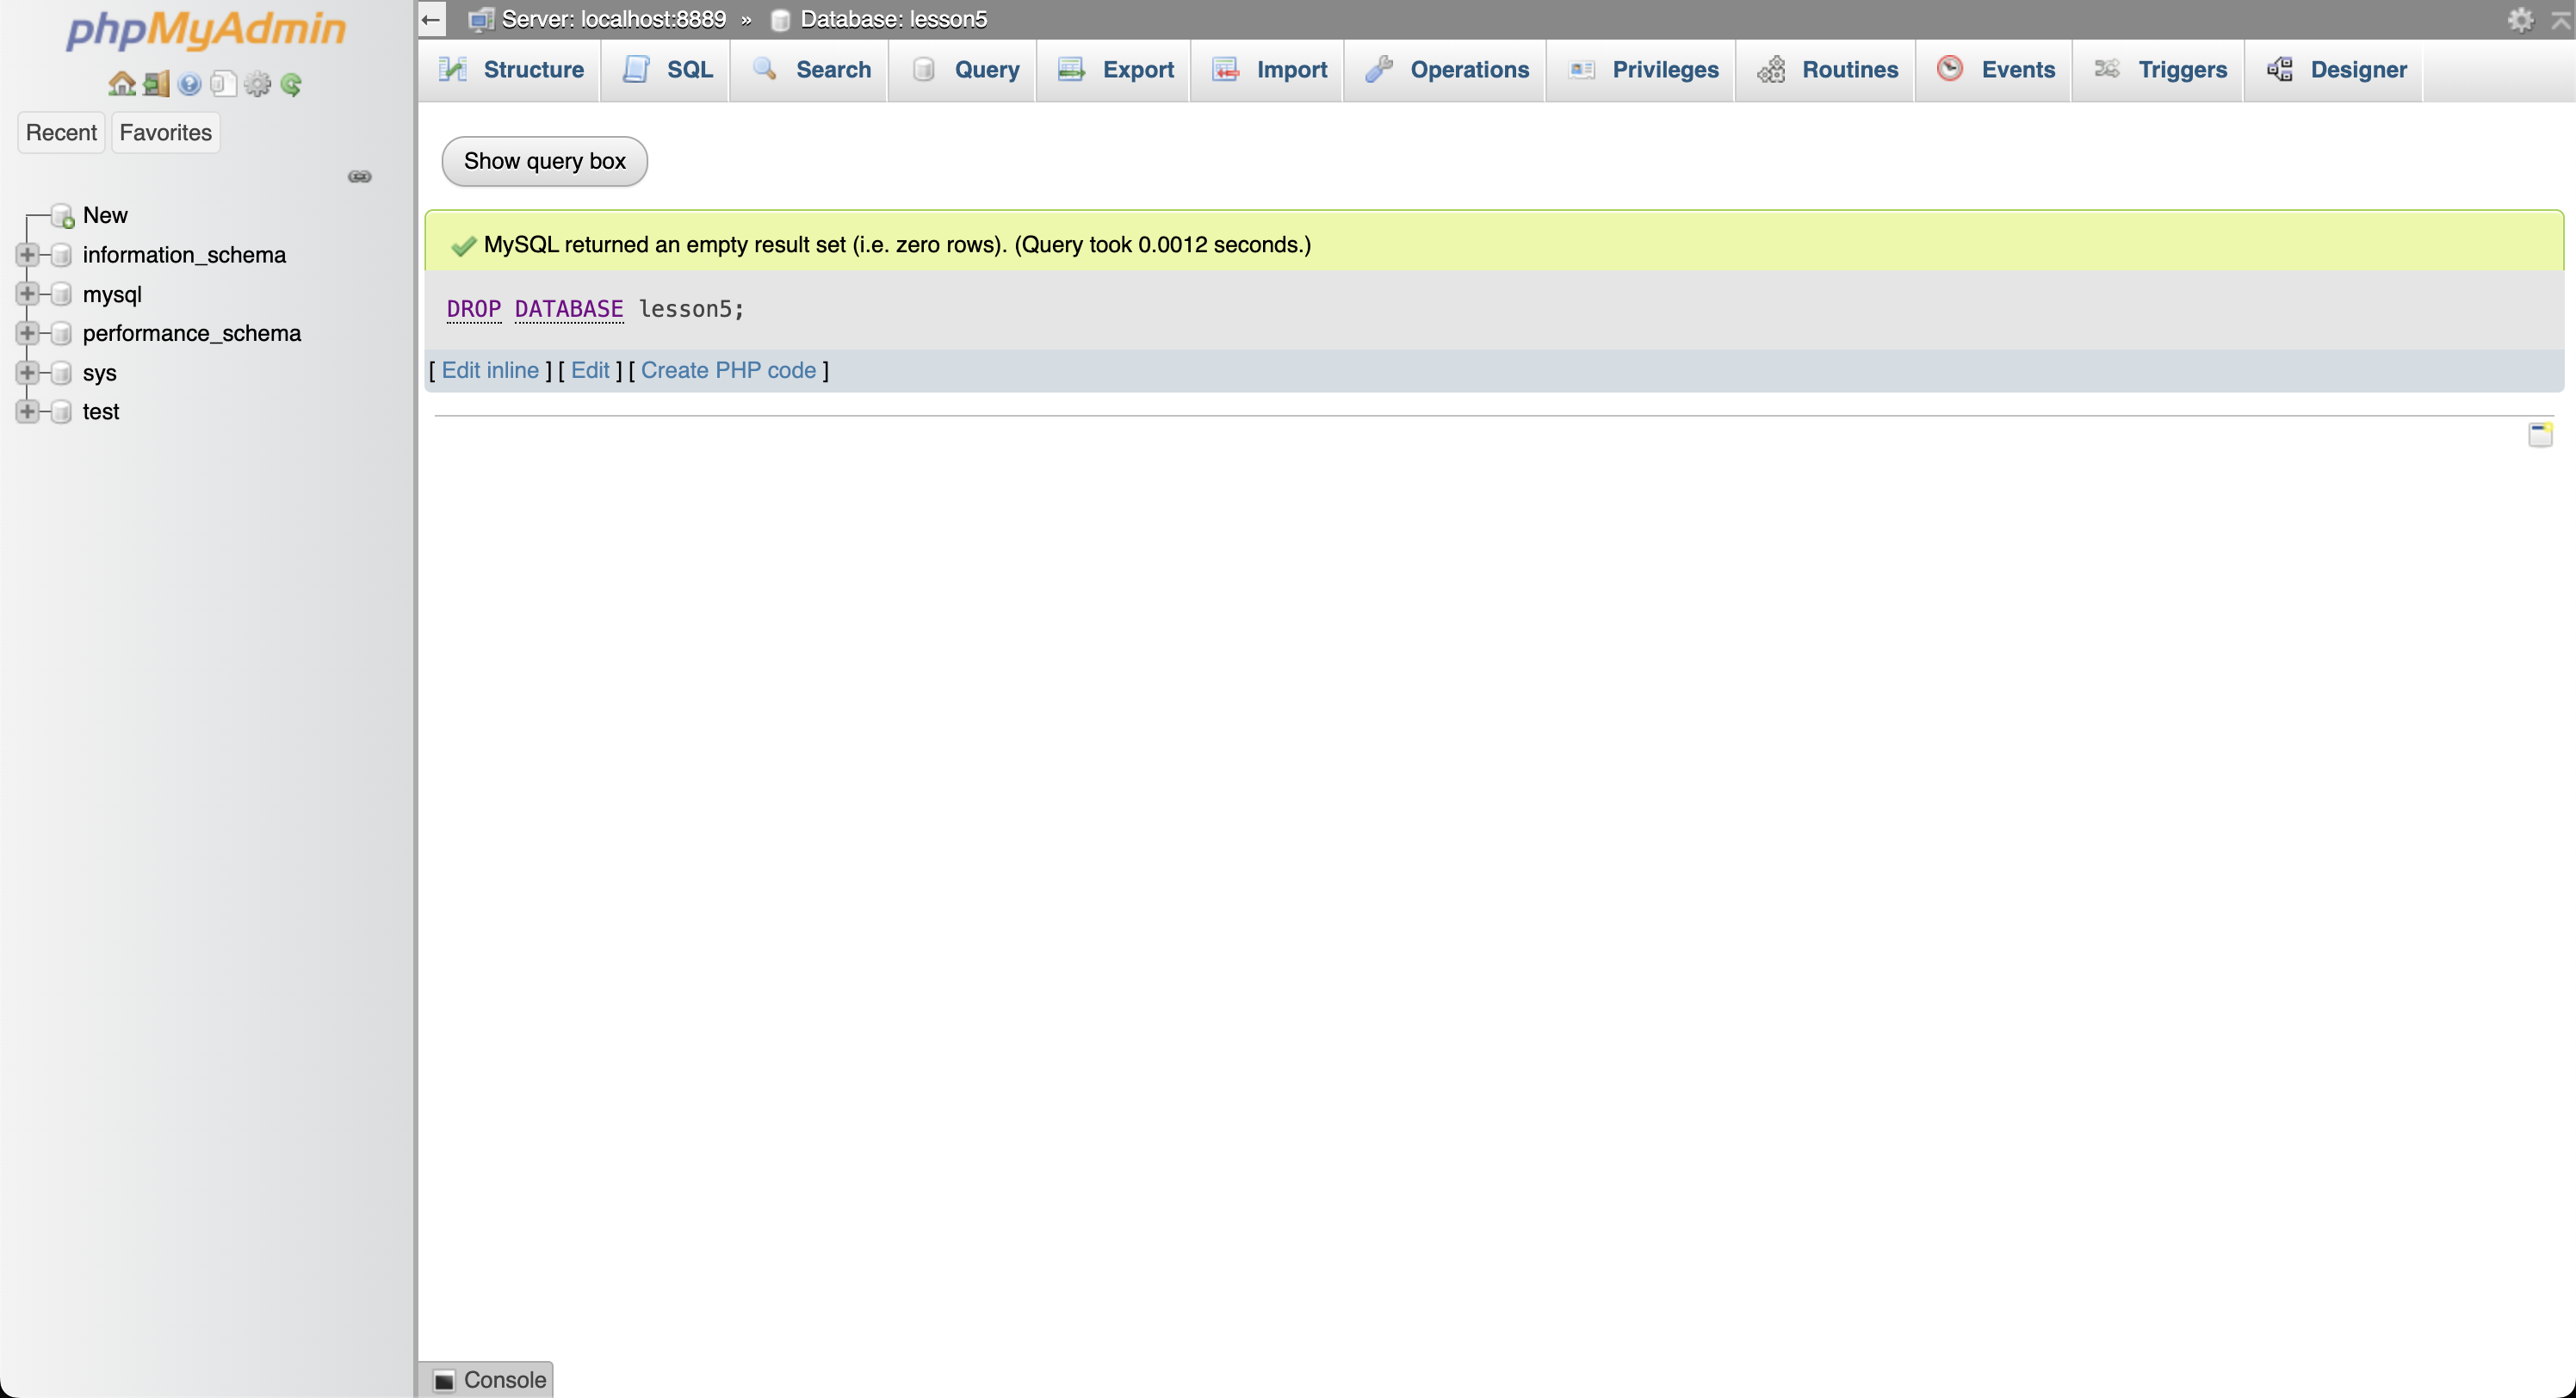 phpMyAdmin
Recent Favorites
New
information_schema
mysql
performance_schema
sys
test
Server: localhost:8889 » Database: lesson5
Structure SQL Search Query Export Import Operations Privileges Routines Events Triggers Designer
Show query box
MySQL returned an empty result set (i.e. zero rows). (Query took 0.0012 seconds.)
DROP DATABASE lesson5;
[ Edit inline ] [ Edit ] [ Create PHP code ]
Console